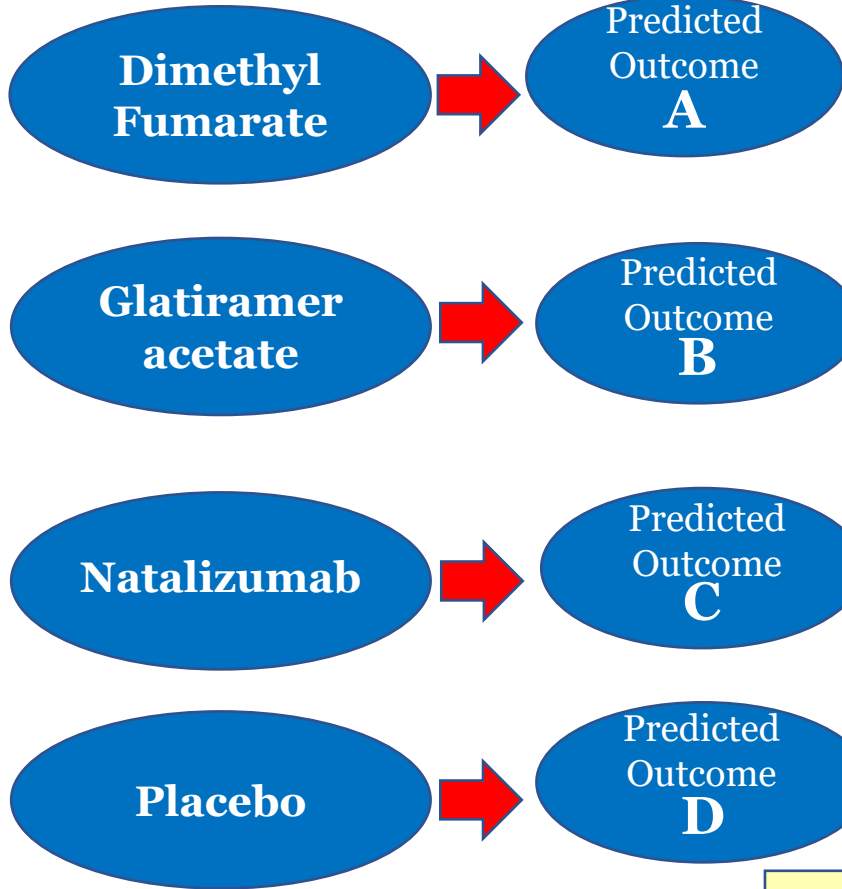 Dimethyl
Fumarate
Predicted
Outcome
A
Glatiramer
acetate
Predicted
Outcome
B
Natalizumab
Predicted
Outcome
C
Placebo
Predicted
Outcome
D